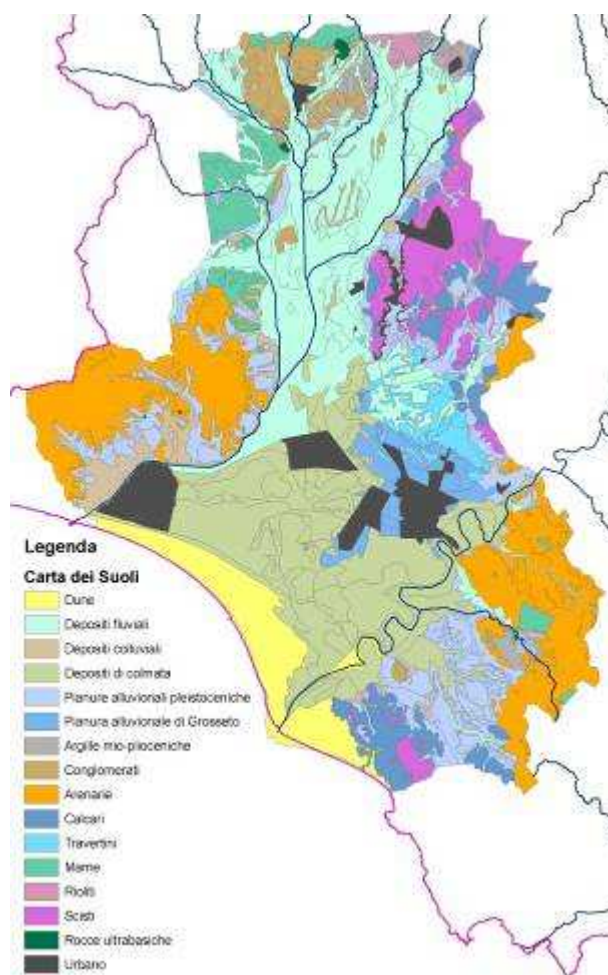 Legenda
Carta dei Suoli
Dune
Depositi fluviali
Depositi colluviali
Depositi di colmata
Pianure alluvionali pleistoceniche
Pianura alluvionale di Grosseto
Argille mio-plioceniche
Conglomerati
Arenarie
Calcari
Travertini
Marne
Rioliti
Scisti
Rocce ultrabasiche
Urbano